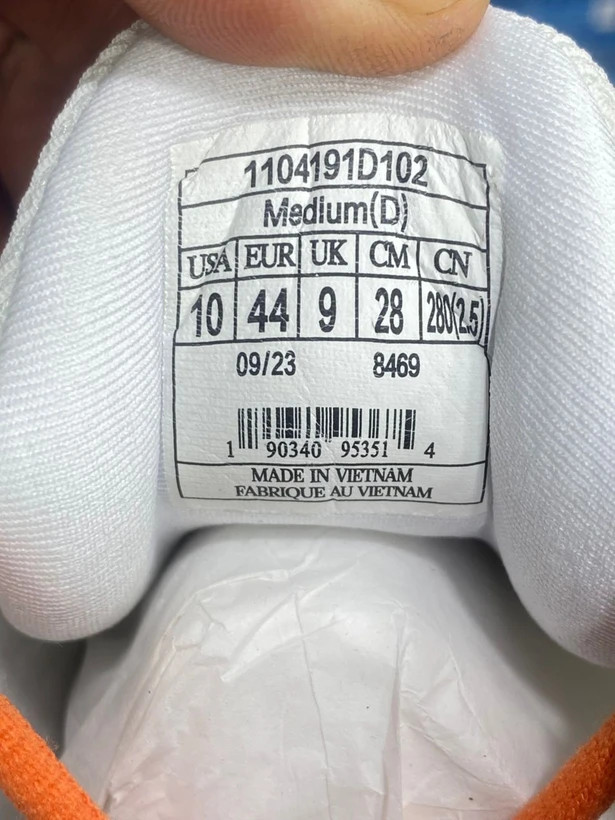 1104191D102
Medium(D)
USA EUR UK CM CN
10 44 9 28 280(2.5)
09/23 8469
1 90340 95351 4
MADE IN VIETNAM
FABRIQUE AU VIETNAM